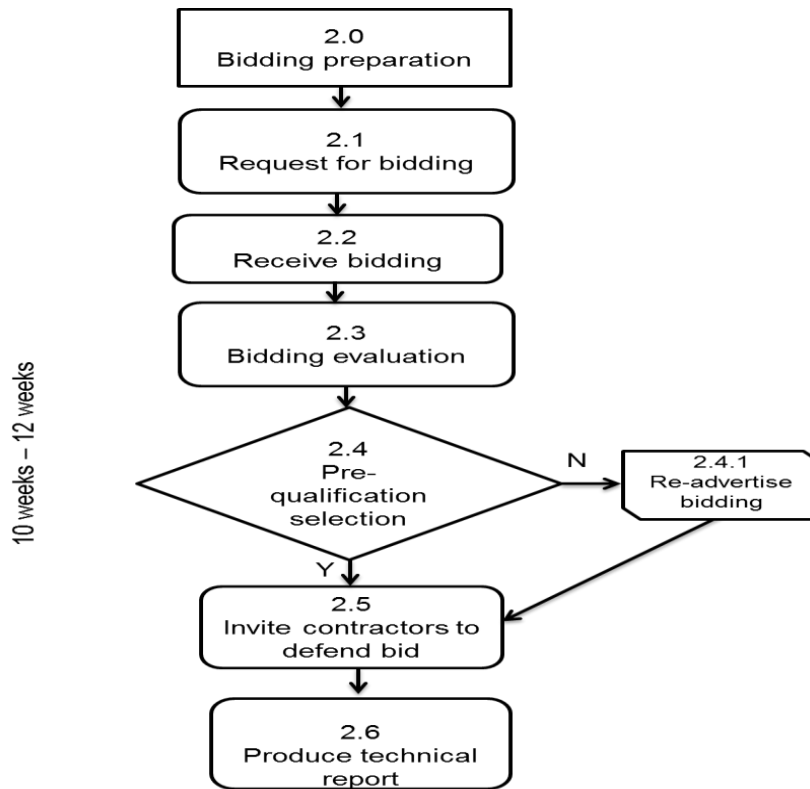 2.0
Bidding preparation
2.1
Request for bidding
2.2
Receive bidding
2.3
Bidding evaluation
10 weeks – 12 weeks
2.4
Pre-
qualification
selection
N
2.4.1
Re-advertise
bidding
Y
2.5
Invite contractors to
defend bid
2.6
Produce technical
report